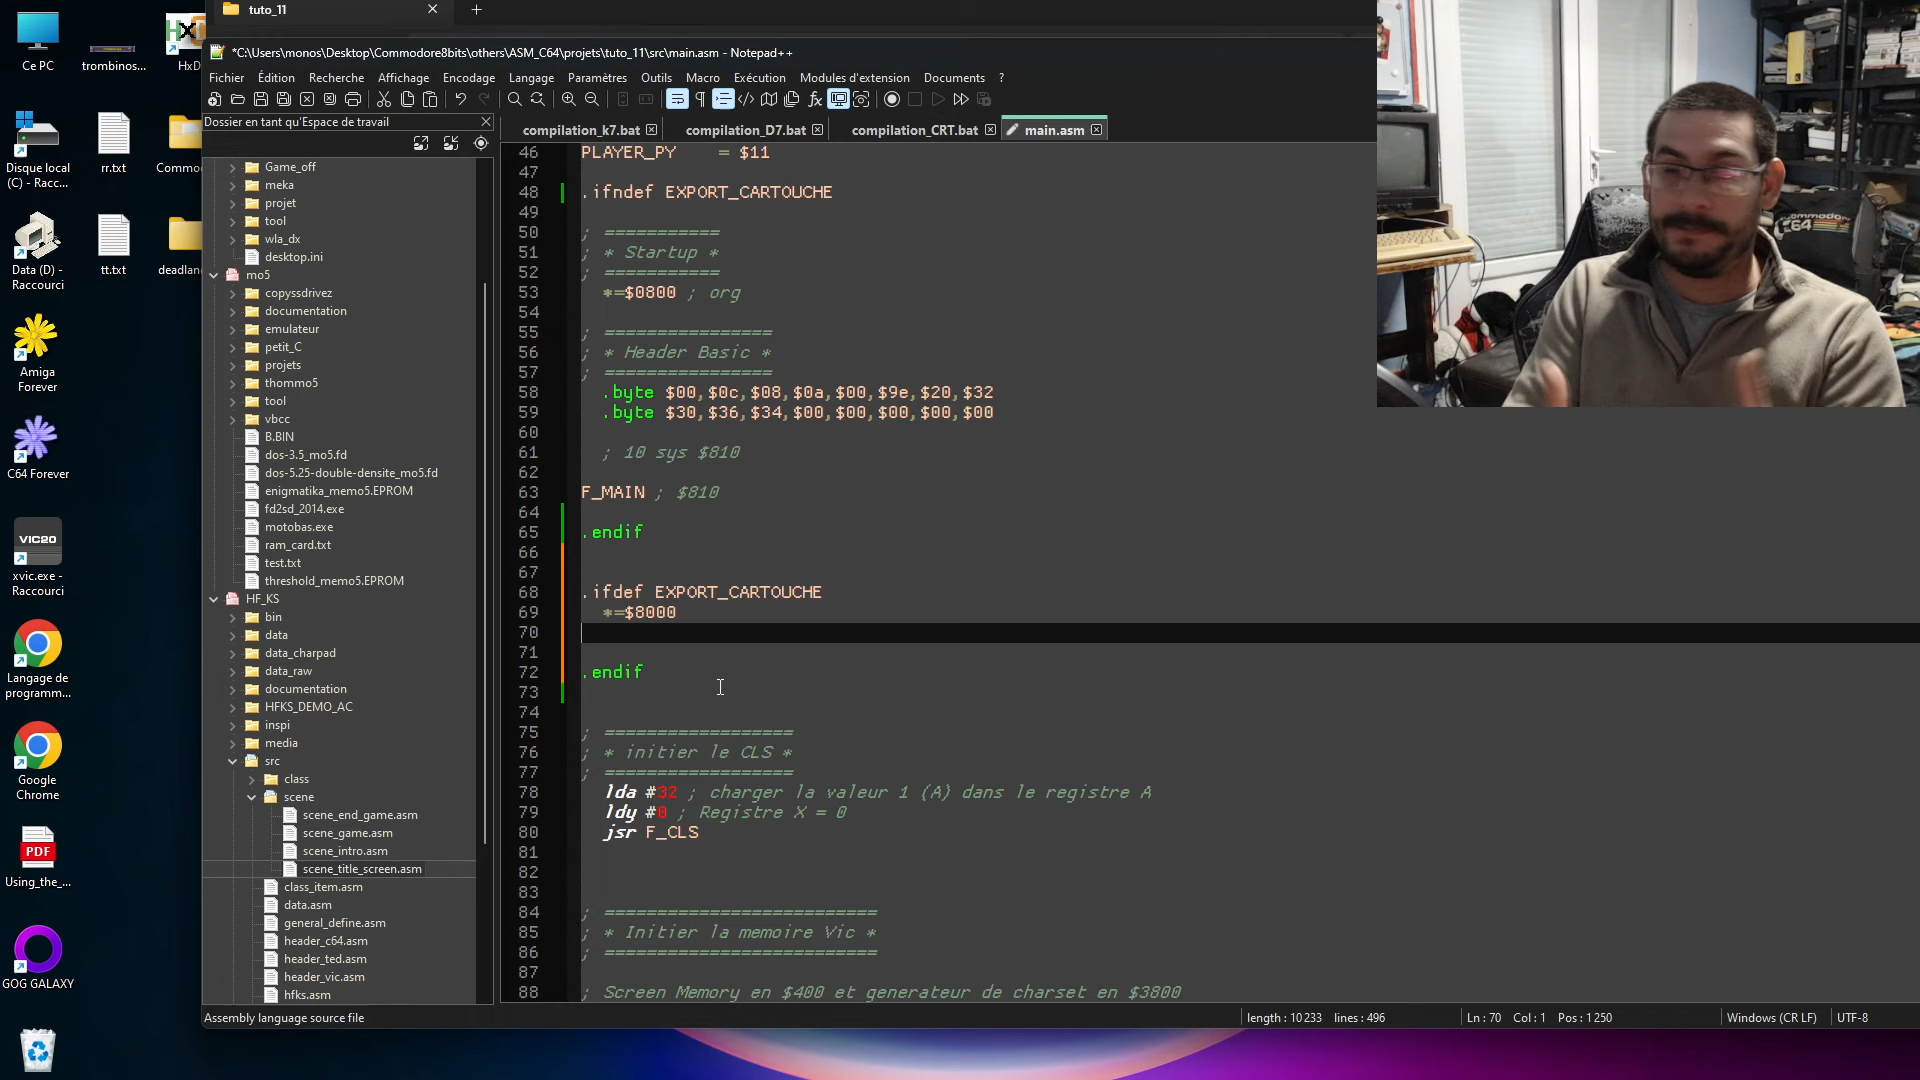 tuto_11
*C:\Users\monos\Desktop\Commodore8bits\others\ASM_C64\projets\tuto_11\src\main.asm - Notepad++
Fichier Édition Recherche Affichage Encodage Langage Paramètres Outils Macro Exécution Modules d'extension Documents ?
Dossier en tant qu'Espace de travail
compilation_k7.bat compilation_D7.bat compilation_CRT.bat main.asm
Ce PC
trombinos...
HxD
Disque local
(C) - Racc...
rr.txt
Commo
Data (D) -
Raccourci
tt.txt
deadlan
Amiga
Forever
C64 Forever
VIC20
xvic.exe -
Raccourci
Langage de
programm...
Google
Chrome
PDF
Using_the_...
GOG GALAXY
Game_off
meka
projet
tool
wla_dx
desktop.ini
mo5
copyssdrivez
documentation
emulateur
petit_C
projets
thommo5
tool
vbcc
B.BIN
dos-3.5_mo5.fd
dos-5.25-double-densite_mo5.fd
enigmatika_memo5.EPROM
fd2sd_2014.exe
motobas.exe
ram_card.txt
test.txt
threshold_memo5.EPROM
HF_KS
bin
data
data_charpad
data_raw
documentation
HFKS_DEMO_AC
inspi
media
src
class
scene
scene_end_game.asm
scene_game.asm
scene_intro.asm
scene_title_screen.asm
class_item.asm
data.asm
general_define.asm
header_c64.asm
header_ted.asm
header_vic.asm
hfks.asm
46 PLAYER_PY = $11
47
48 .ifndef EXPORT_CARTOUCHE
49
50 ; ===========
51 ; * Startup *
52 ; ===========
53 *=$0800 ; org
54
55 ; ================
56 ; * Header Basic *
57 ; ================
58 .byte $00,$0c,$08,$0a,$00,$9e,$20,$32
59 .byte $30,$36,$34,$00,$00,$00,$00,$00
60
61 ; 10 sys $810
62
63 F_MAIN ; $810
64
65 .endif
66
67
68 .ifdef EXPORT_CARTOUCHE
69 *=$8000
70
71
72 .endif
73
74
75 ; ==================
76 ; * initier le CLS *
77 ; ==================
78 lda #32 ; charger la valeur 1 (A) dans le registre A
79 ldy #0 ; Registre X = 0
80 jsr F_CLS
81
82
83
84 ; ==========================
85 ; * Initier la memoire Vic *
86 ; ==========================
87
88 ; Screen Memory en $400 et generateur de charset en $3800
commodore
C64
Assembly language source file
length : 10 233 lines : 496
Ln : 70 Col : 1 Pos : 1 250
Windows (CR LF)
UTF-8